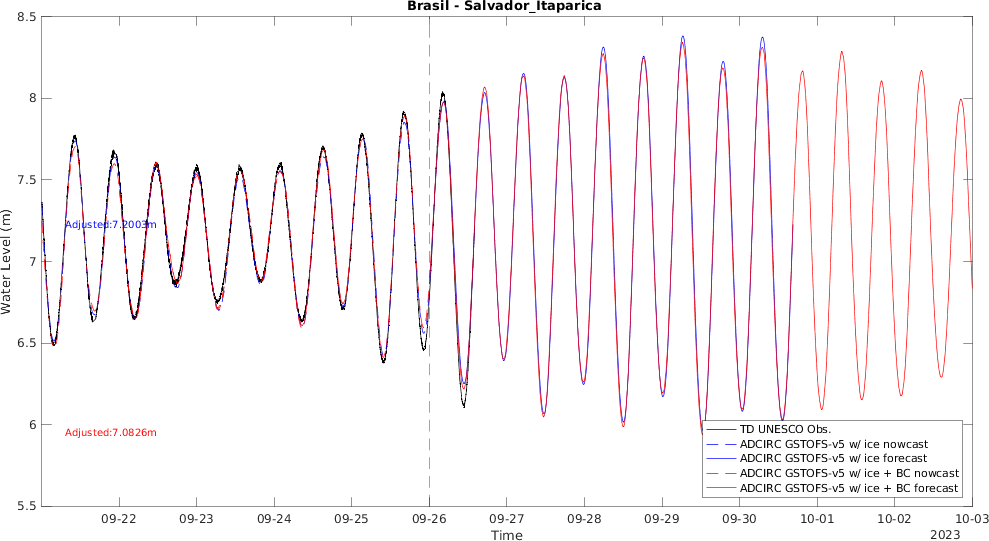 Brasil - Salvador_Itaparica
8.5
8
7.5
7
6.5
6
5.5
Water Level (m)
Adjusted:7.2003m
Adjusted:7.0826m
TD UNESCO Obs.
ADCIRC GSTOFS-v5 w/ ice nowcast
ADCIRC GSTOFS-v5 w/ ice forecast
ADCIRC GSTOFS-v5 w/ ice + BC nowcast
ADCIRC GSTOFS-v5 w/ ice + BC forecast
09-22 09-23 09-24 09-25 09-26 09-27 09-28 09-29 09-30 10-01 10-02 10-03
Time
2023